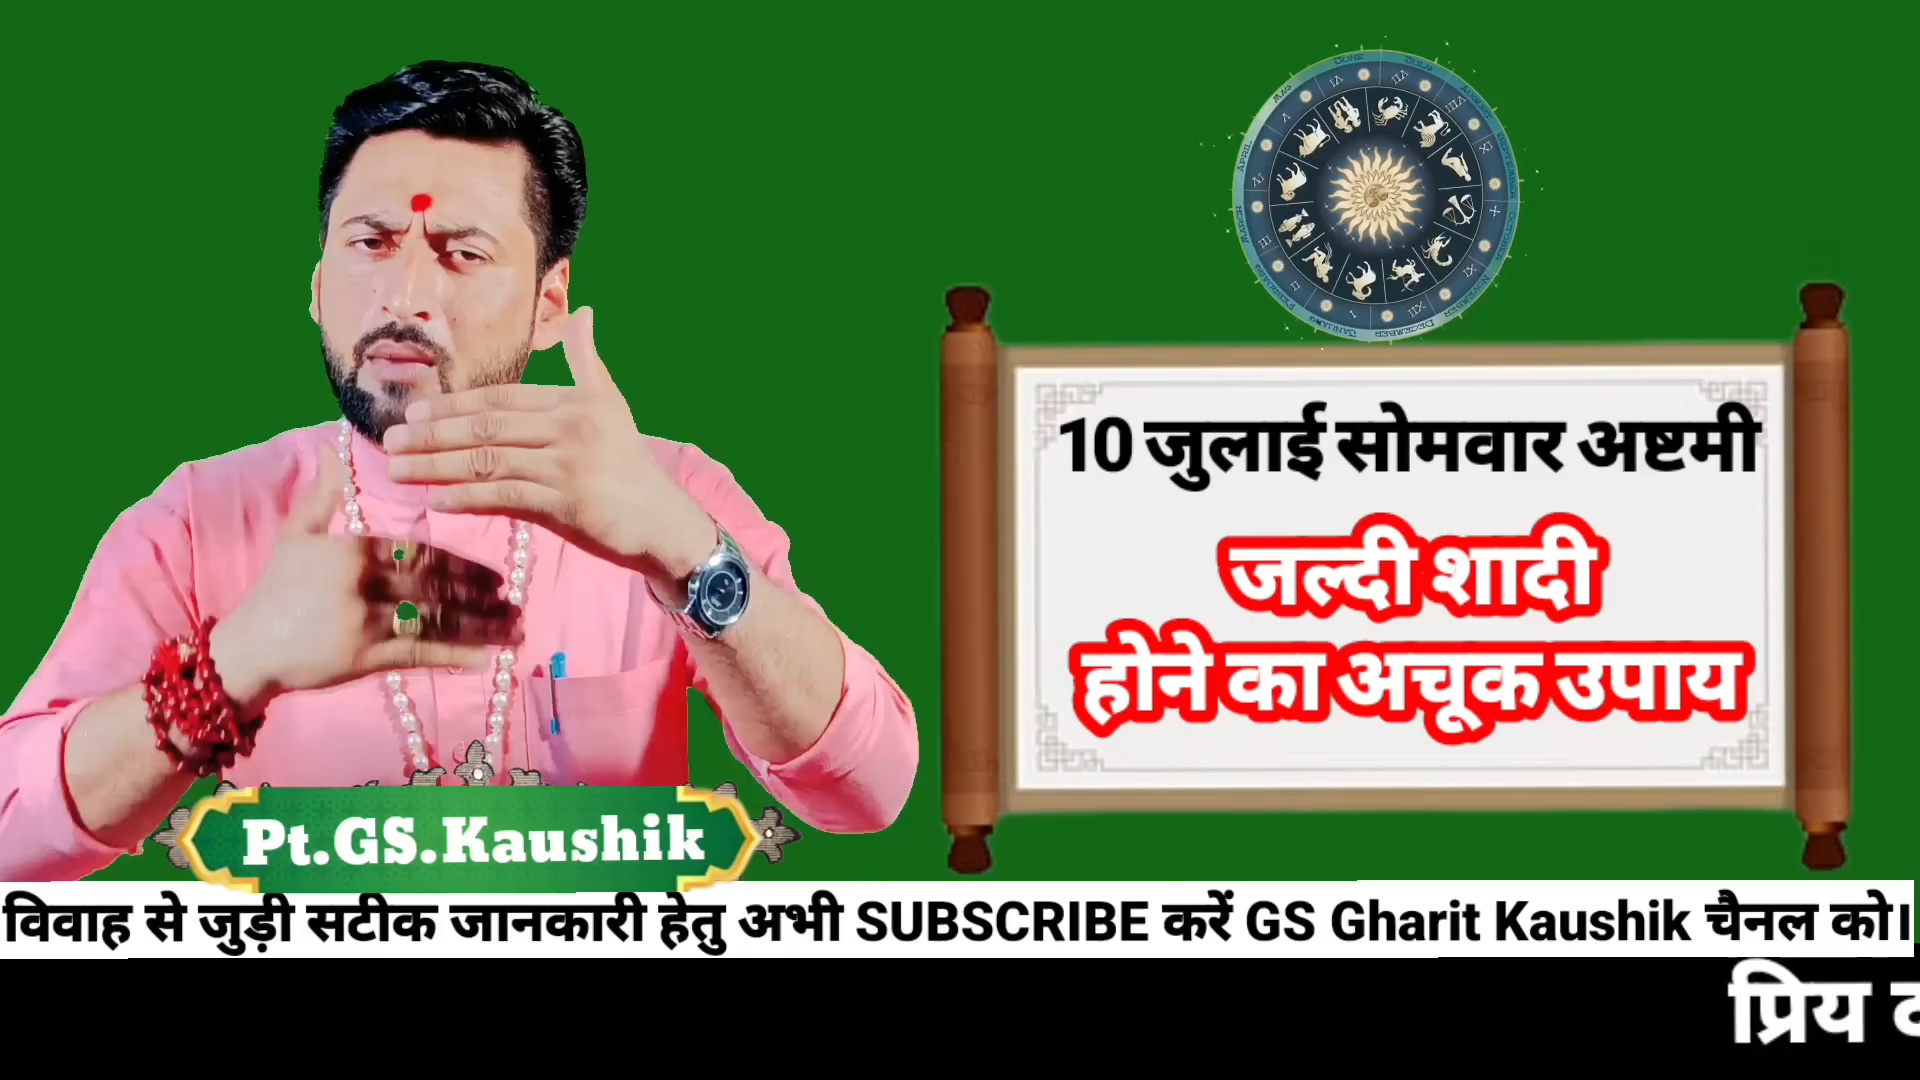 10 जुलाई सोमवार अष्टमी
जल्दी शादी
होने का अचूक उपाय
Pt.GS.Kaushik
विवाह से जुड़ी सटीक जानकारी हेतु अभी SUBSCRIBE करें GS Gharit Kaushik चैनल को।
प्रिय